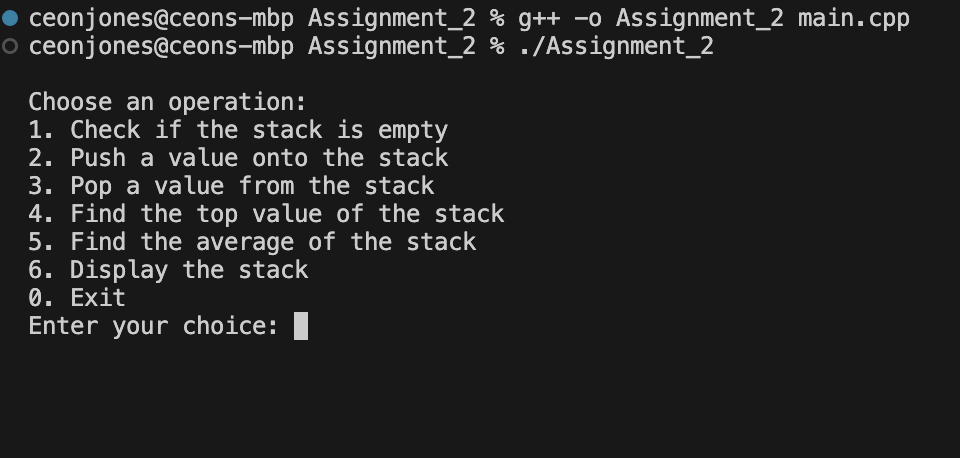 ceonjones@ceons-mbp Assignment_2 % g++ -o Assignment_2 main.cpp
ceonjones@ceons-mbp Assignment_2 % ./Assignment_2
Choose an operation:
1. Check if the stack is empty
2. Push a value onto the stack
3. Pop a value from the stack
4. Find the top value of the stack
5. Find the average of the stack
6. Display the stack
0. Exit
Enter your choice: